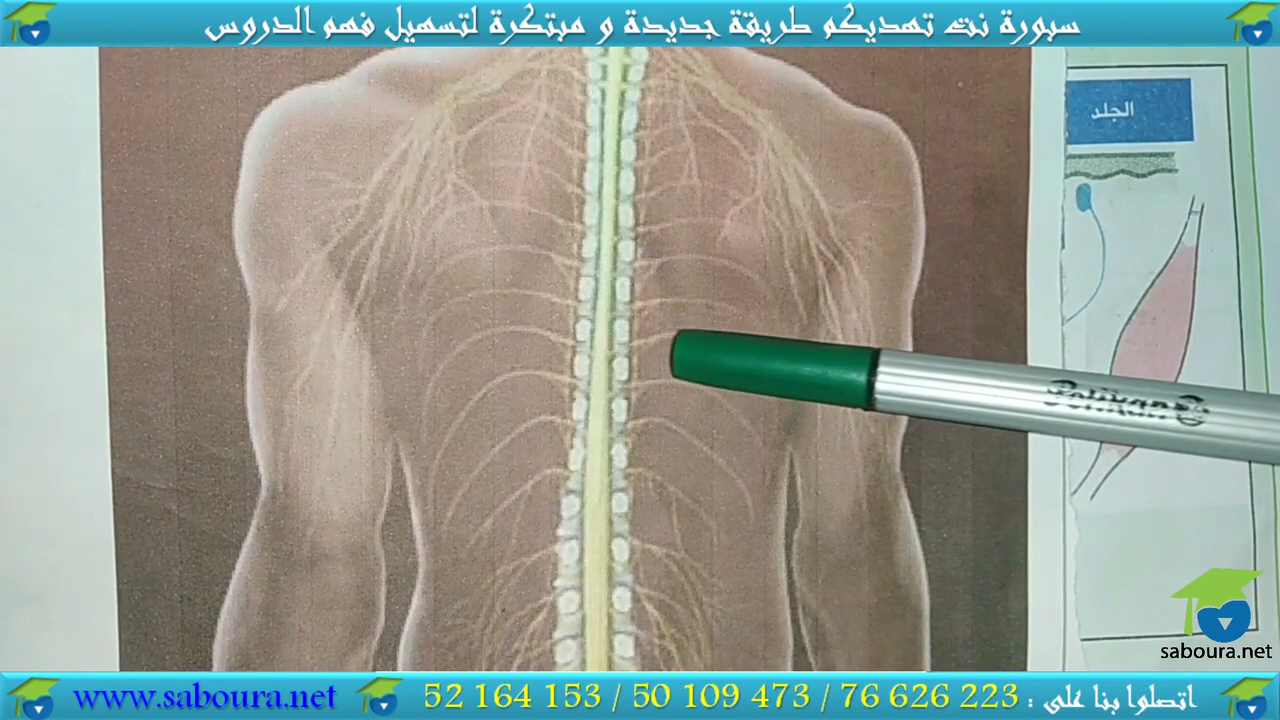 سبورة نت تهديكم طريقة جديدة و مبتكرة لتسهيل فهم الدروس
الجلد
Pelikan
saboura.net
www.saboura.net
52 164 153 / 50 109 473 / 76 626 223 : اتصلوا بنا على